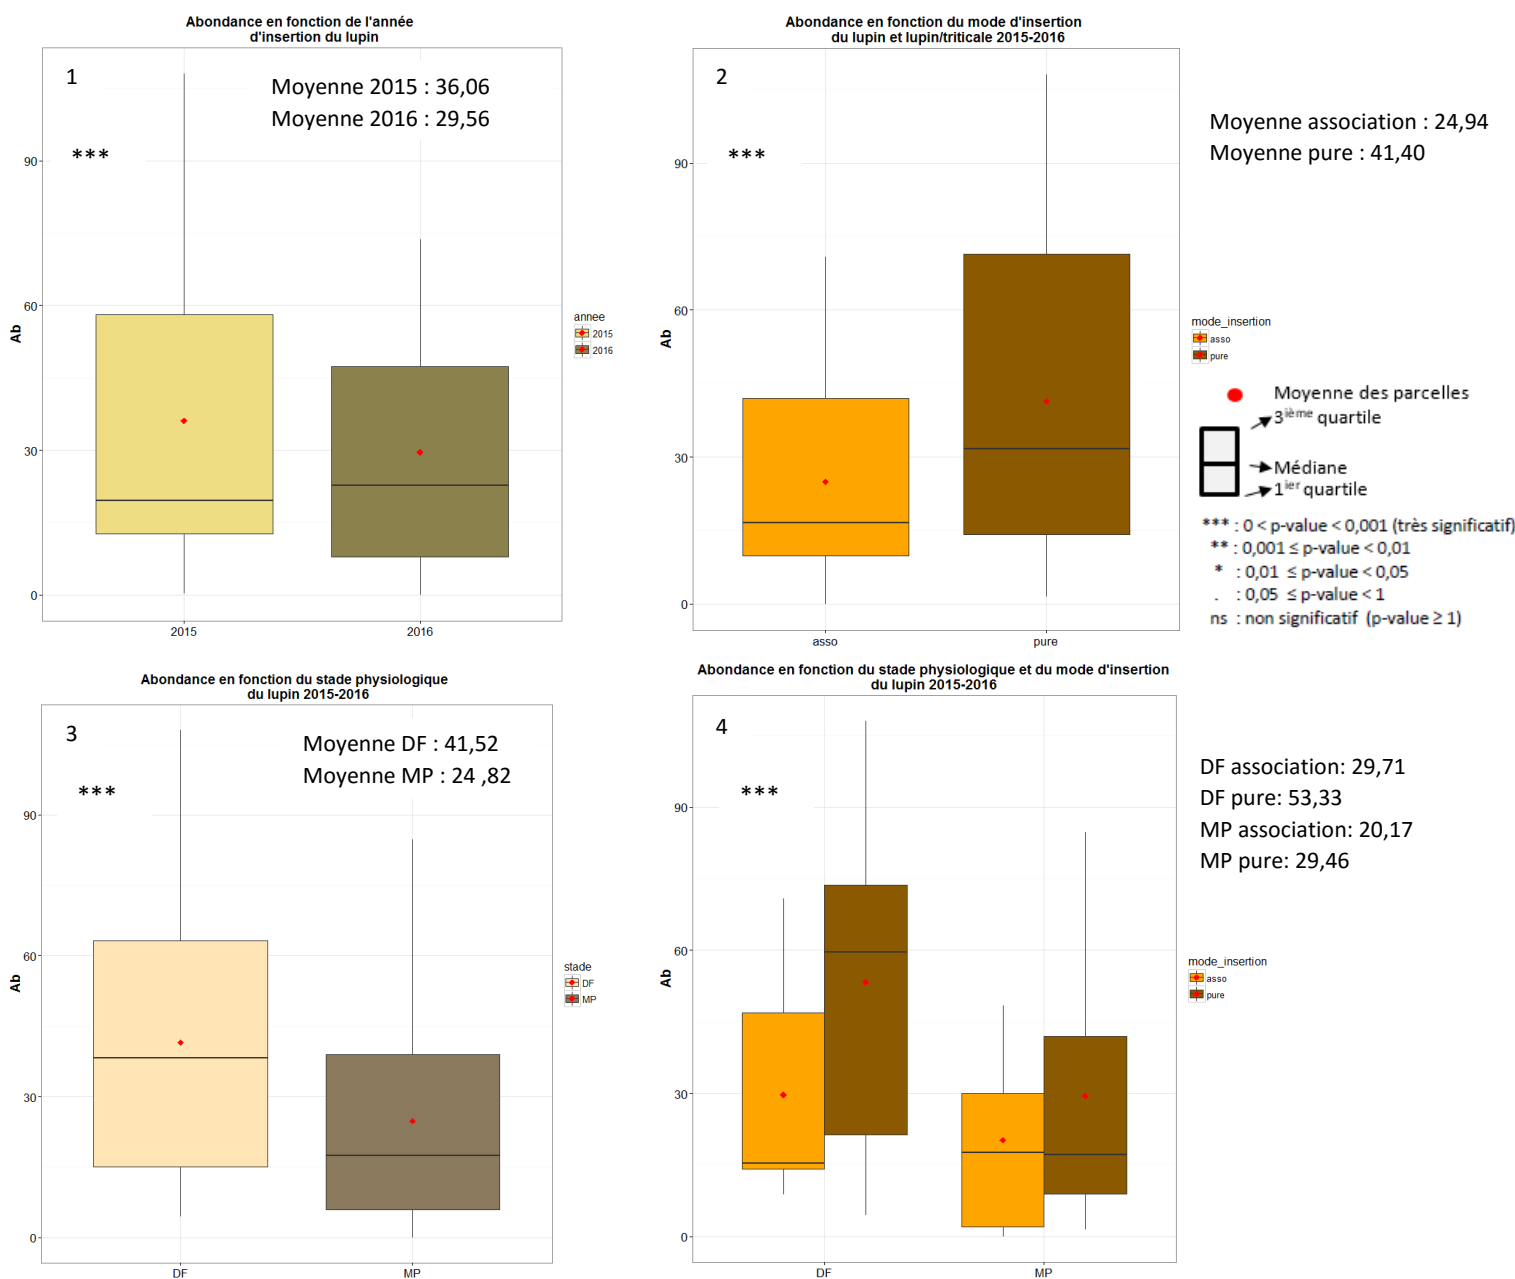 Abondance en fonction de l'année
d'insertion du lupin
1
Moyenne 2015 : 36,06
Moyenne 2016 : 29,56
***
90
60
30
0
Ab
2015
2016
annee
2015
2016
Abondance en fonction du mode d'insertion
du lupin et lupin/triticale 2015-2016
2
***
90
60
30
0
Ab
asso
pure
mode_insertion
asso
pure
Moyenne association : 24,94
Moyenne pure : 41,40
Moyenne des parcelles
3ième quartile
Médiane
1ier quartile
*** : 0 < p-value < 0,001 (très significatif)
** : 0,001 ≤ p-value < 0,01
* : 0,01 ≤ p-value < 0,05
. : 0,05 ≤ p-value < 1
ns : non significatif (p-value ≥ 1)
Abondance en fonction du stade physiologique
du lupin 2015-2016
3
Moyenne DF : 41,52
Moyenne MP : 24 ,82
***
90
60
30
0
Ab
DF
MP
stade
DF
MP
Abondance en fonction du stade physiologique et du mode d'insertion
du lupin 2015-2016
4
***
90
60
30
0
Ab
DF
MP
mode_insertion
asso
pure
DF association: 29,71
DF pure: 53,33
MP association: 20,17
MP pure: 29,46